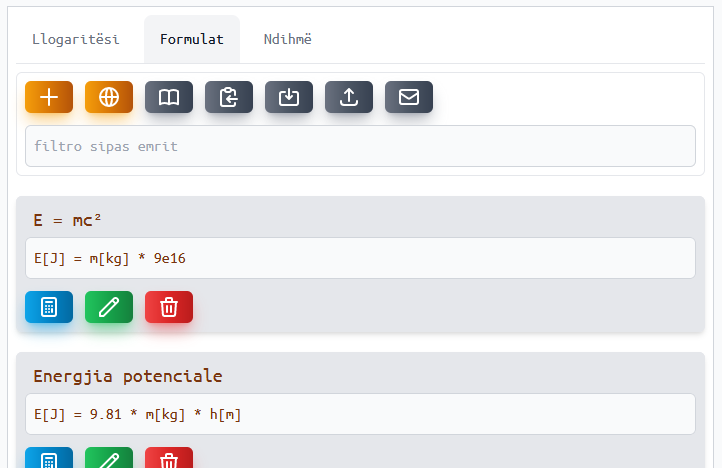 Llogaritësi Formulat Ndihmë
filtro sipas emrit
E = mc²
E[J] = m[kg] * 9e16
Energjia potenciale
E[J] = 9.81 * m[kg] * h[m]